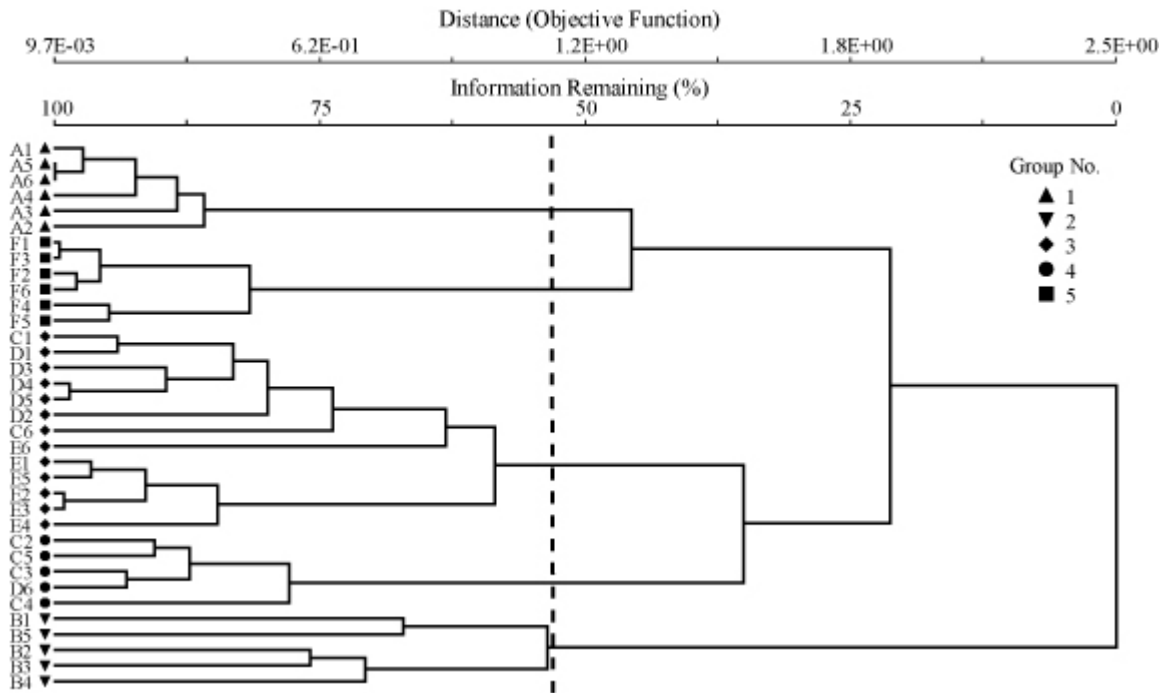 Distance (Objective Function)
9.7E-03 6.2E-01 1.2E+00 1.8E+00 2.5E+00
Information Remaining (%)
100 75 50 25 0
Group No.
1
2
3
4
5
A1
A5
A6
A4
A3
A2
F1
F3
F2
F6
F4
F5
C1
D1
D3
D4
D5
D2
C6
E6
E1
E5
E2
E3
E4
C2
C5
C3
D6
C4
B1
B5
B2
B3
B4